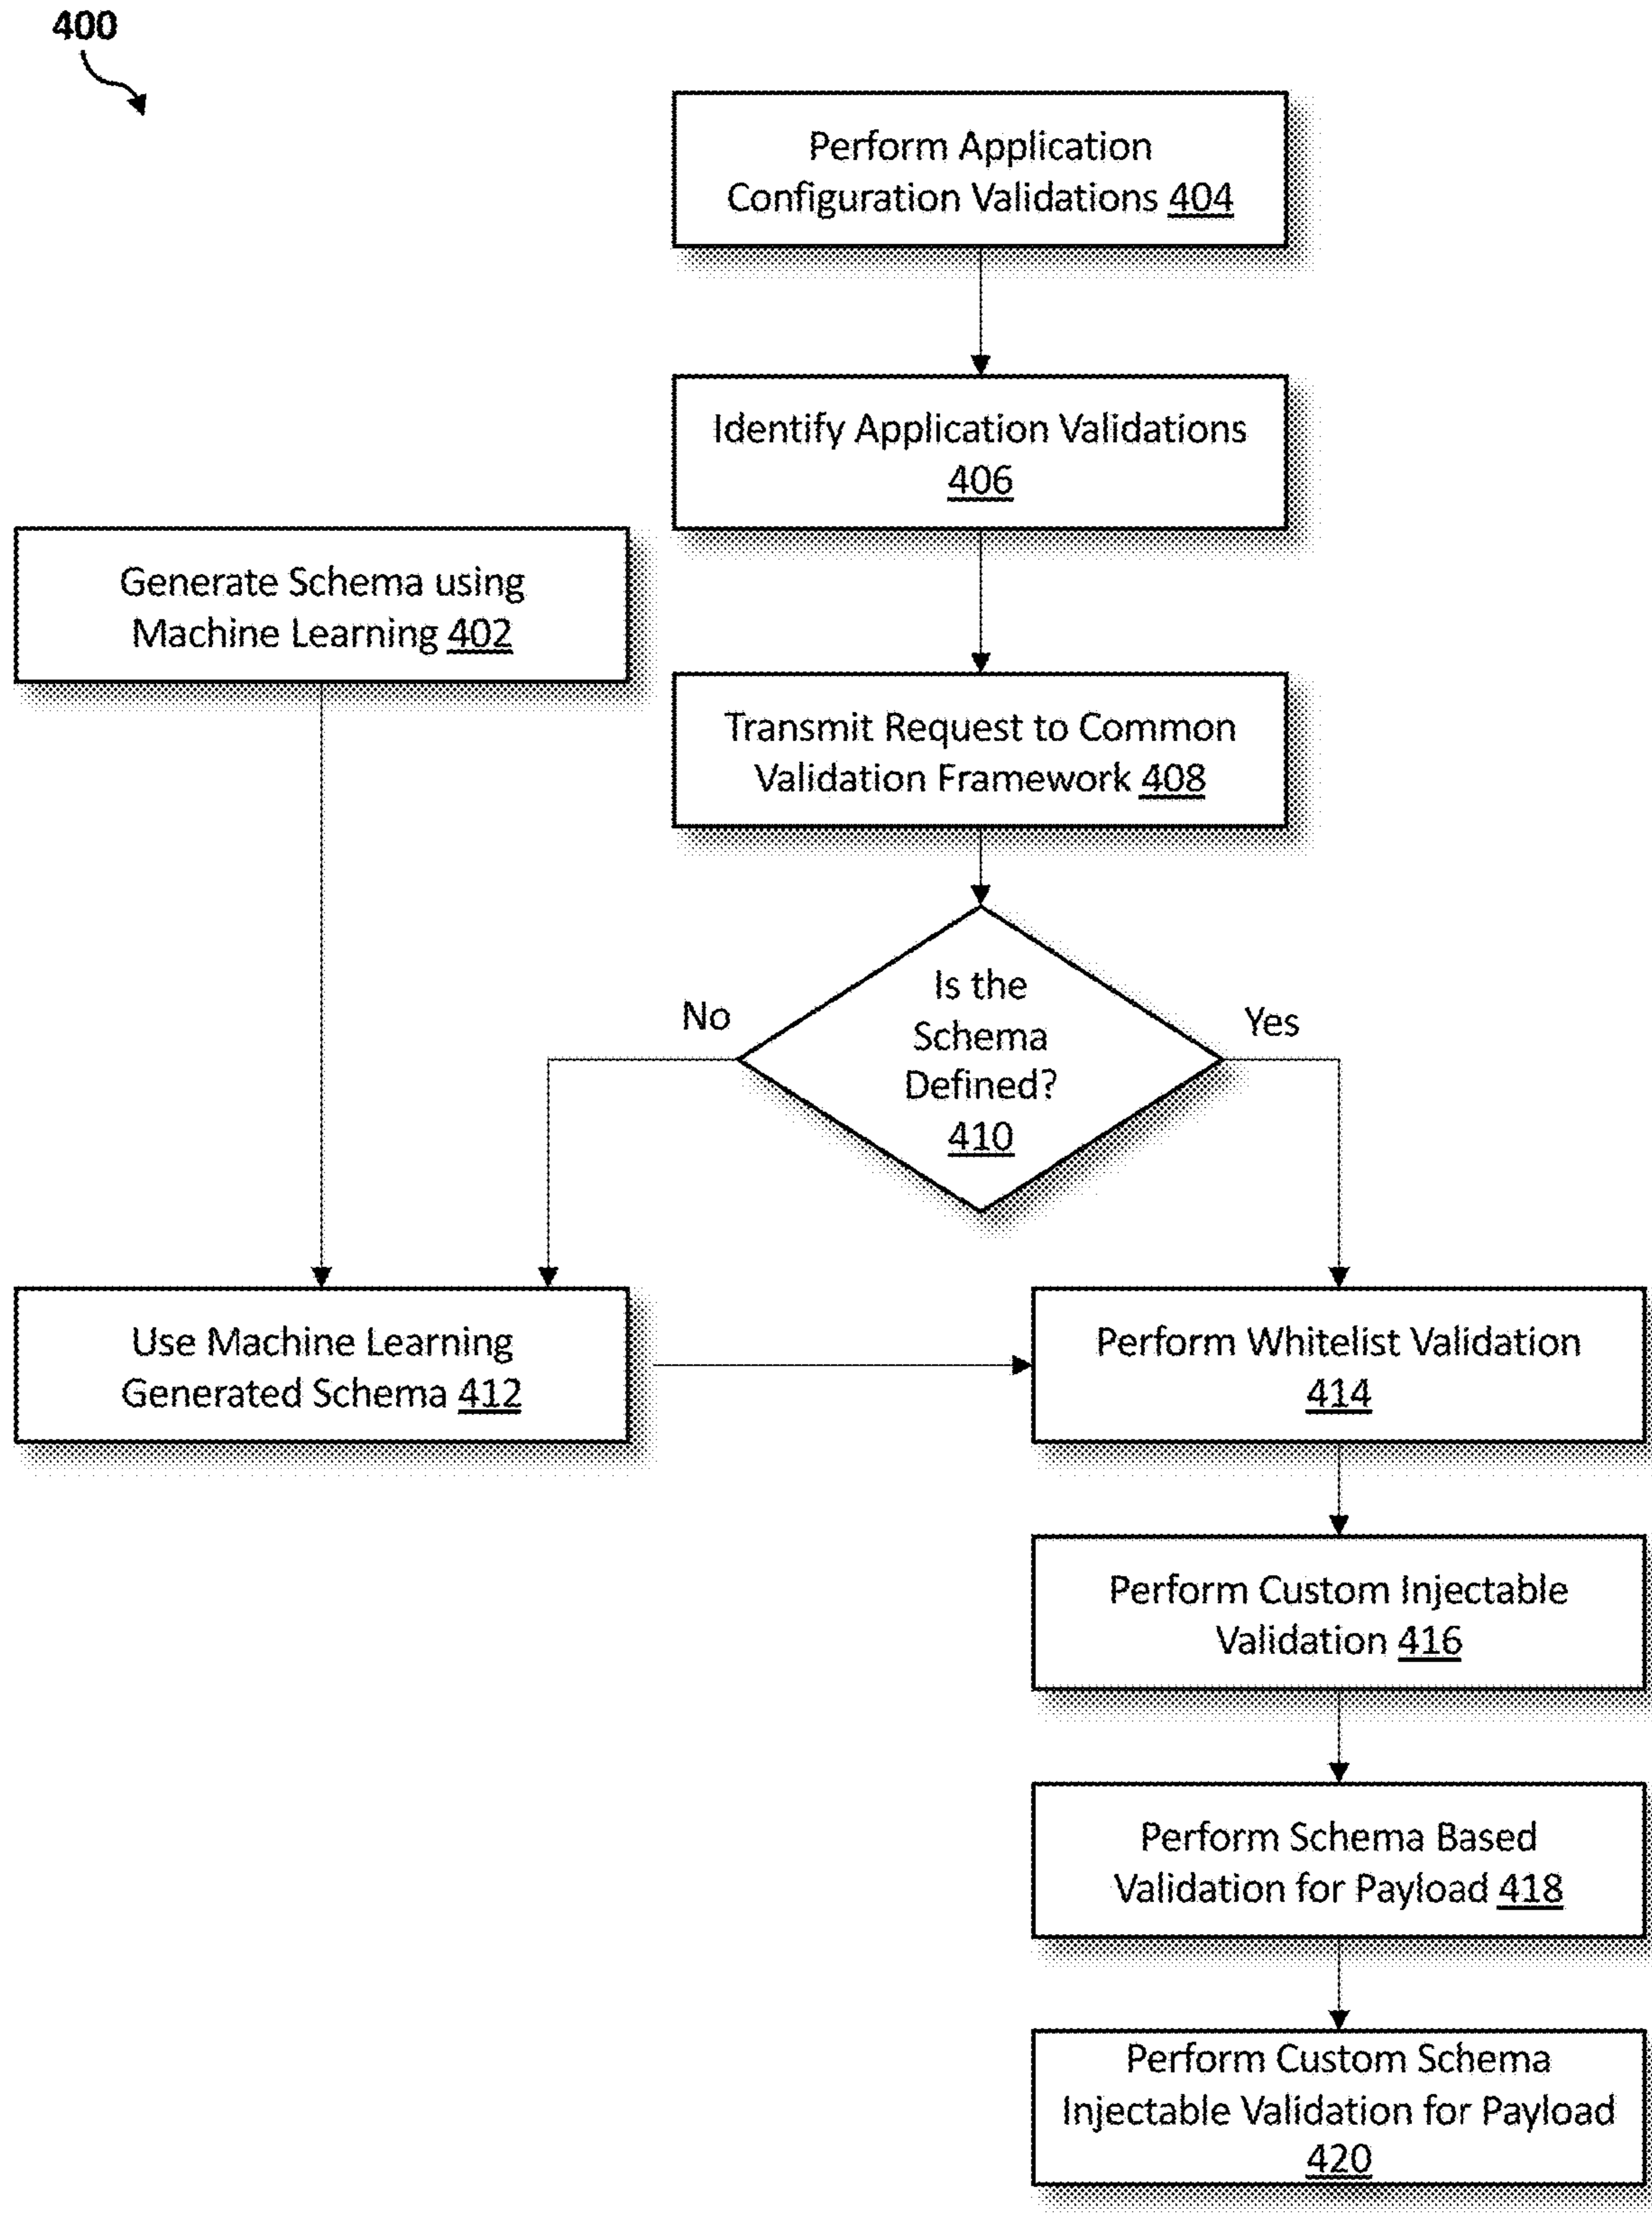 400
Perform Application
Configuration Validations 404
Identify Application Validations
406
Generate Schema using
Machine Learning 402
Transmit Request to Common
Validation Framework 408
Is the
Schema
Defined?
410
No
Yes
Use Machine Learning
Generated Schema 412
Perform Whitelist Validation
414
Perform Custom Injectable
Validation 416
Perform Schema Based
Validation for Payload 418
Perform Custom Schema
Injectable Validation for Payload
420